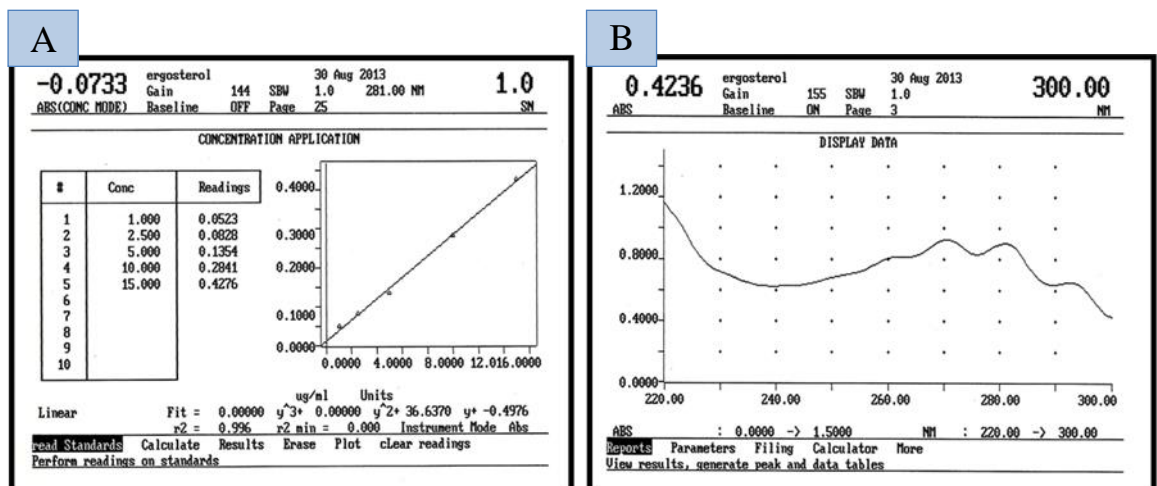 A
-0.0733 ergosterol 30 Aug 2013 1.0
Gain 144 SBW 1.0 281.00 NM
ABS(CONC MODE) Baseline OFF Page 25 SN
CONCENTRATION APPLICATION
# Conc Readings
1 1.000 0.0523
2 2.500 0.0828
3 5.000 0.1354
4 10.000 0.2841
5 15.000 0.4276
6
7
8
9
10
0.4000
0.3000
0.2000
0.1000
0.0000
0.0000 4.0000 8.0000 12.016.0000
ug/ml Units
Linear Fit = 0.00000 y^3+ 0.00000 y^2+ 36.6370 y+ -0.4976
r2 = 0.996 r2 min = 0.000 Instrument Mode Abs
read Standards Calculate Results Erase Plot cLear readings
Perform readings on standards
B
0.4236 ergosterol 30 Aug 2013 300.00
Gain 155 SBW 1.0
ABS Baseline ON Page 3 NM
DISPLAY DATA
1.2000
0.8000
0.4000
0.0000
220.00 240.00 260.00 280.00 300.00
ABS : 0.0000 -> 1.5000 NM : 220.00 -> 300.00
Reports Parameters Filing Calculator More
View results, generate peak and data tables